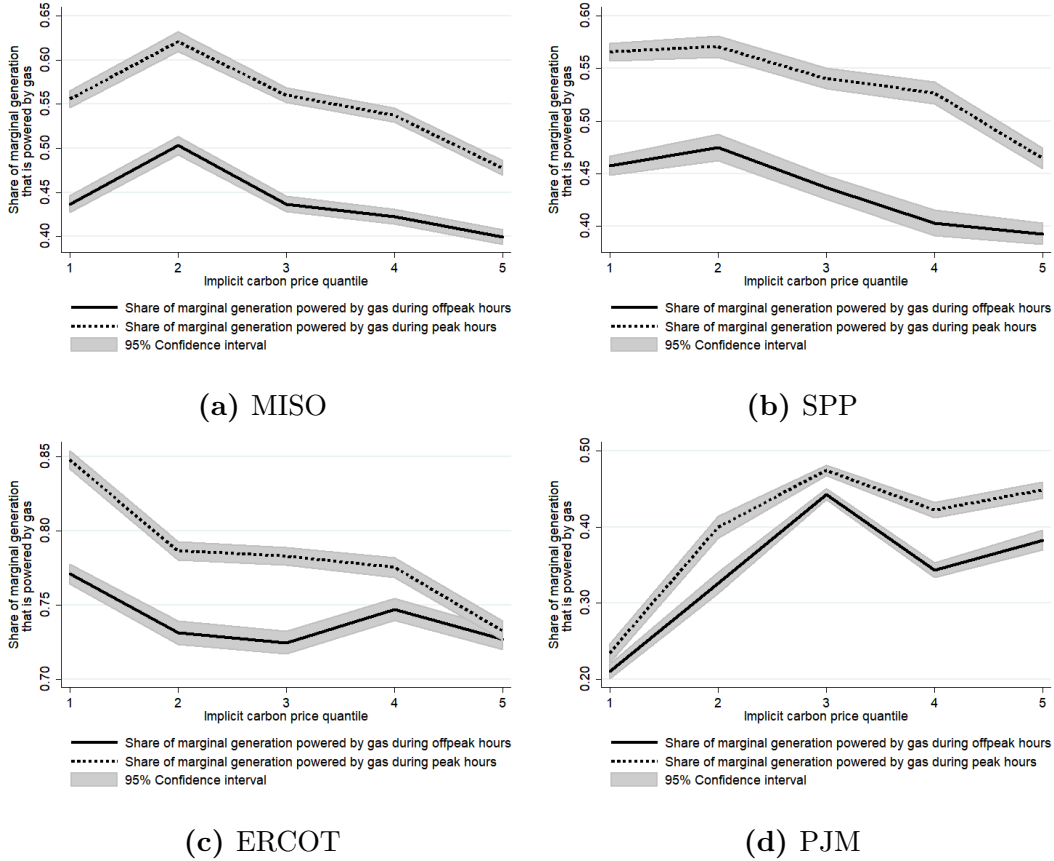 Share of marginal generation
that is powered by gas
0.65
0.60
0.55
0.50
0.45
0.40
1 2 3 4 5
Implicit carbon price quantile
Share of marginal generation powered by gas during offpeak hours
Share of marginal generation powered by gas during peak hours
95% Confidence interval
(a) MISO
Share of marginal generation
that is powered by gas
0.60
0.55
0.50
0.45
0.40
1 2 3 4 5
Implicit carbon price quantile
Share of marginal generation powered by gas during offpeak hours
Share of marginal generation powered by gas during peak hours
95% Confidence interval
(b) SPP
Share of marginal generation
that is powered by gas
0.85
0.80
0.75
0.70
1 2 3 4 5
Implicit carbon price quantile
Share of marginal generation powered by gas during offpeak hours
Share of marginal generation powered by gas during peak hours
95% Confidence interval
(c) ERCOT
Share of marginal generation
that is powered by gas
0.50
0.40
0.30
0.20
1 2 3 4 5
Implicit carbon price quantile
Share of marginal generation powered by gas during offpeak hours
Share of marginal generation powered by gas during peak hours
95% Confidence interval
(d) PJM